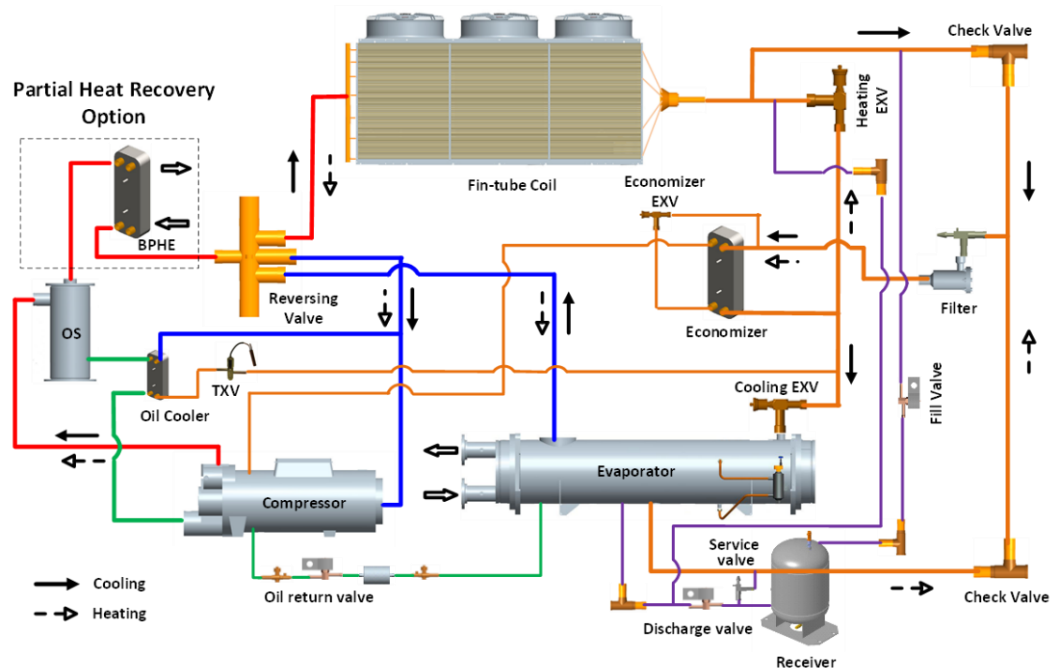 Check Valve
Partial Heat Recovery
Option
Heating
EXV
Fin-tube Coil
Economizer
EXV
BPHE
Reversing
Valve
Filter
Economizer
OS
TXV
Oil Cooler
Cooling EXV
Fill Valve
Evaporator
Compressor
Service
valve
Cooling
Heating
Oil return valve
Check Valve
Discharge valve
Receiver